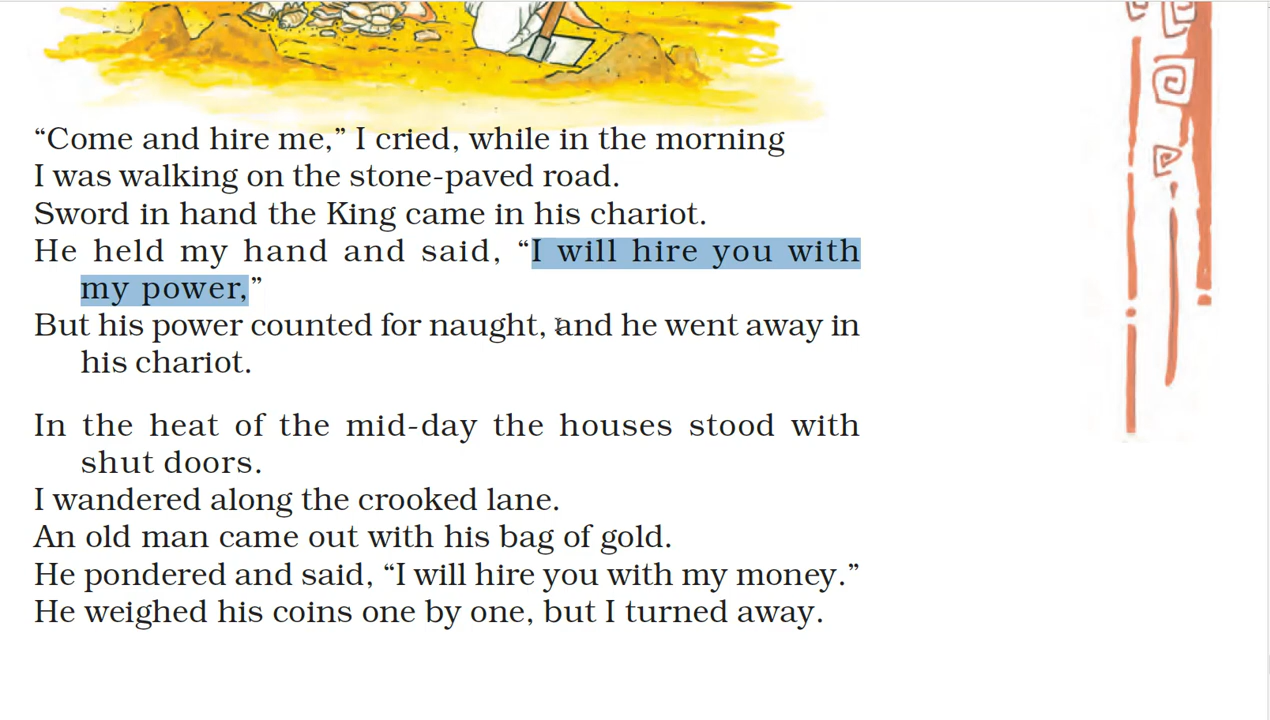 “Come and hire me,” I cried, while in the morning
I was walking on the stone-paved road.
Sword in hand the King came in his chariot.
He held my hand and said, “I will hire you with
my power,”
But his power counted for naught, and he went away in
his chariot.
In the heat of the mid-day the houses stood with
shut doors.
I wandered along the crooked lane.
An old man came out with his bag of gold.
He pondered and said, “I will hire you with my money.”
He weighed his coins one by one, but I turned away.